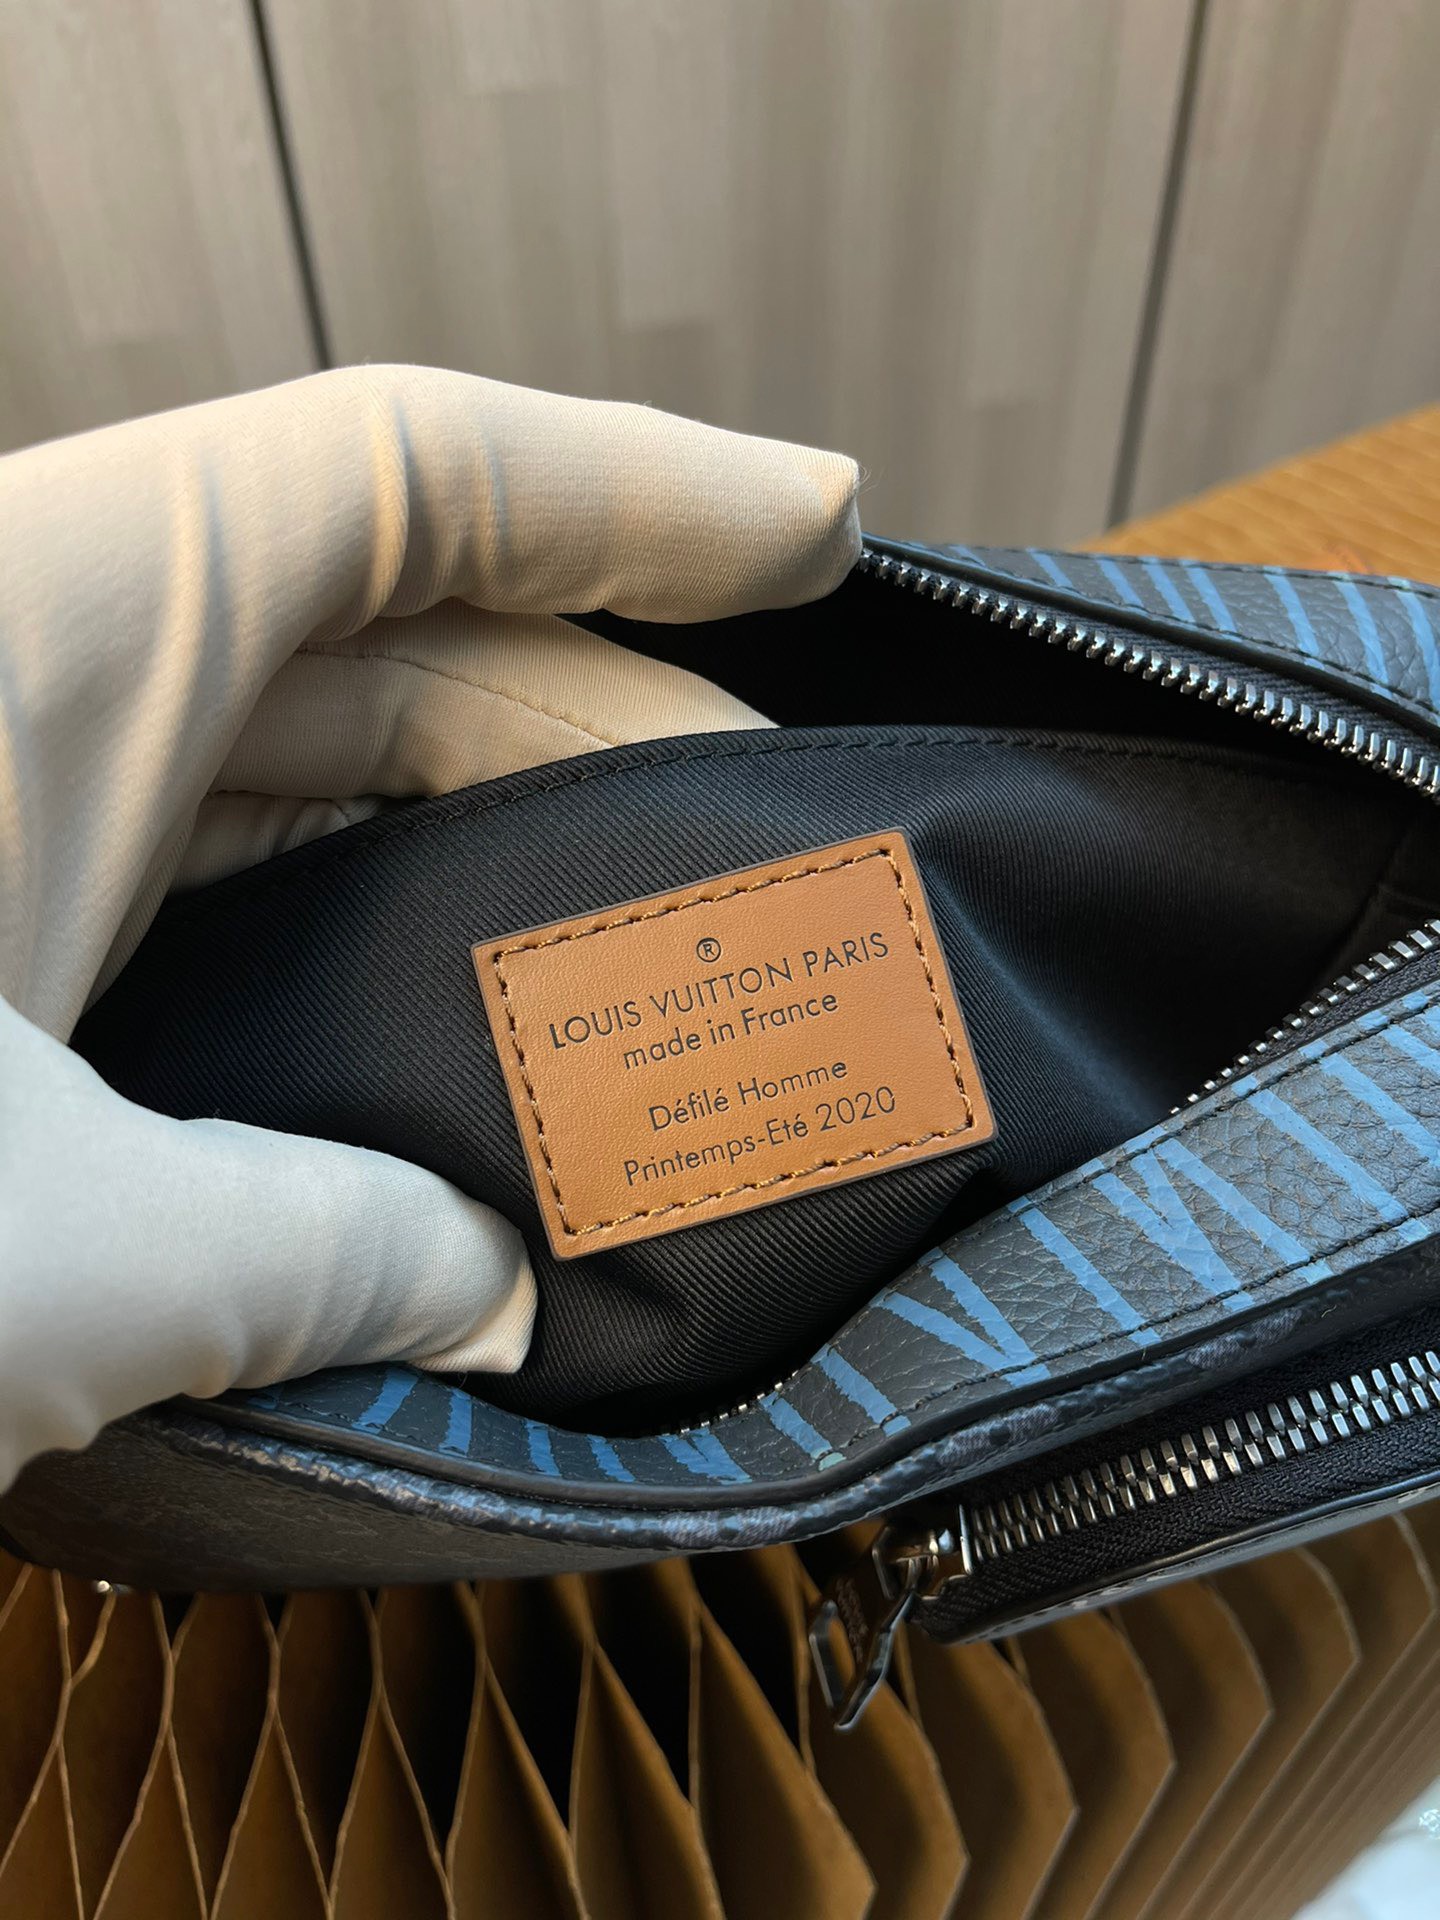 ®
LOUIS VUITTON PARIS
made in France
Défilé Homme
Printemps-Eté 2020